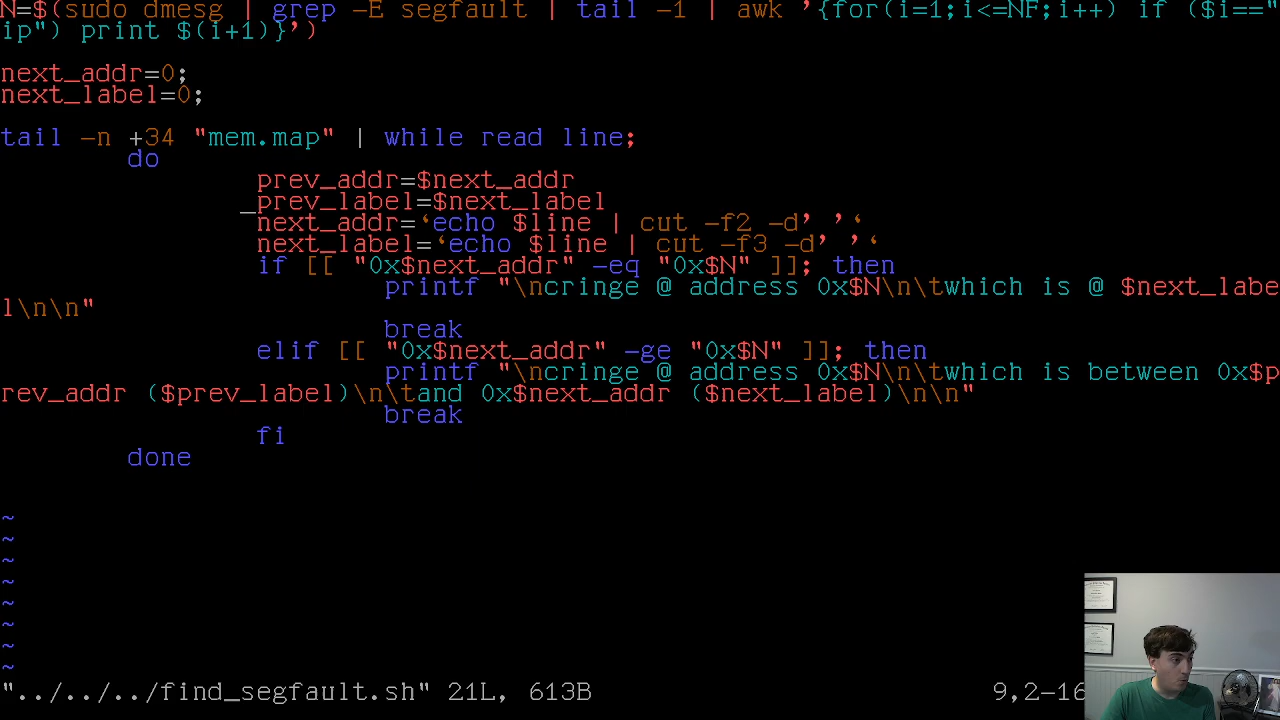 N=$(sudo dmesg | grep -E segfault | tail -1 | awk '{for(i=1;i<=NF;i++) if ($i=="
ip") print $(i+1)}')
next_addr=0;
next_label=0;
tail -n +34 "mem.map" | while read line;
do
prev_addr=$next_addr
prev_label=$next_label
next_addr=`echo $line | cut -f2 -d' '`
next_label=`echo $line | cut -f3 -d' '`
if [[ "0x$next_addr" -eq "0x$N" ]]; then
printf "\ncringe @ address 0x$N\n\twhich is @ $next_labe
l\n\n"
break
elif [[ "0x$next_addr" -ge "0x$N" ]]; then
printf "\ncringe @ address 0x$N\n\twhich is between 0x$p
rev_addr ($prev_label)\n\tand 0x$next_addr ($next_label)\n\n"
break
fi
done
~
~
~
~
~
~
~
~
"../../../find_segfault.sh" 21L, 613B 9,2-16